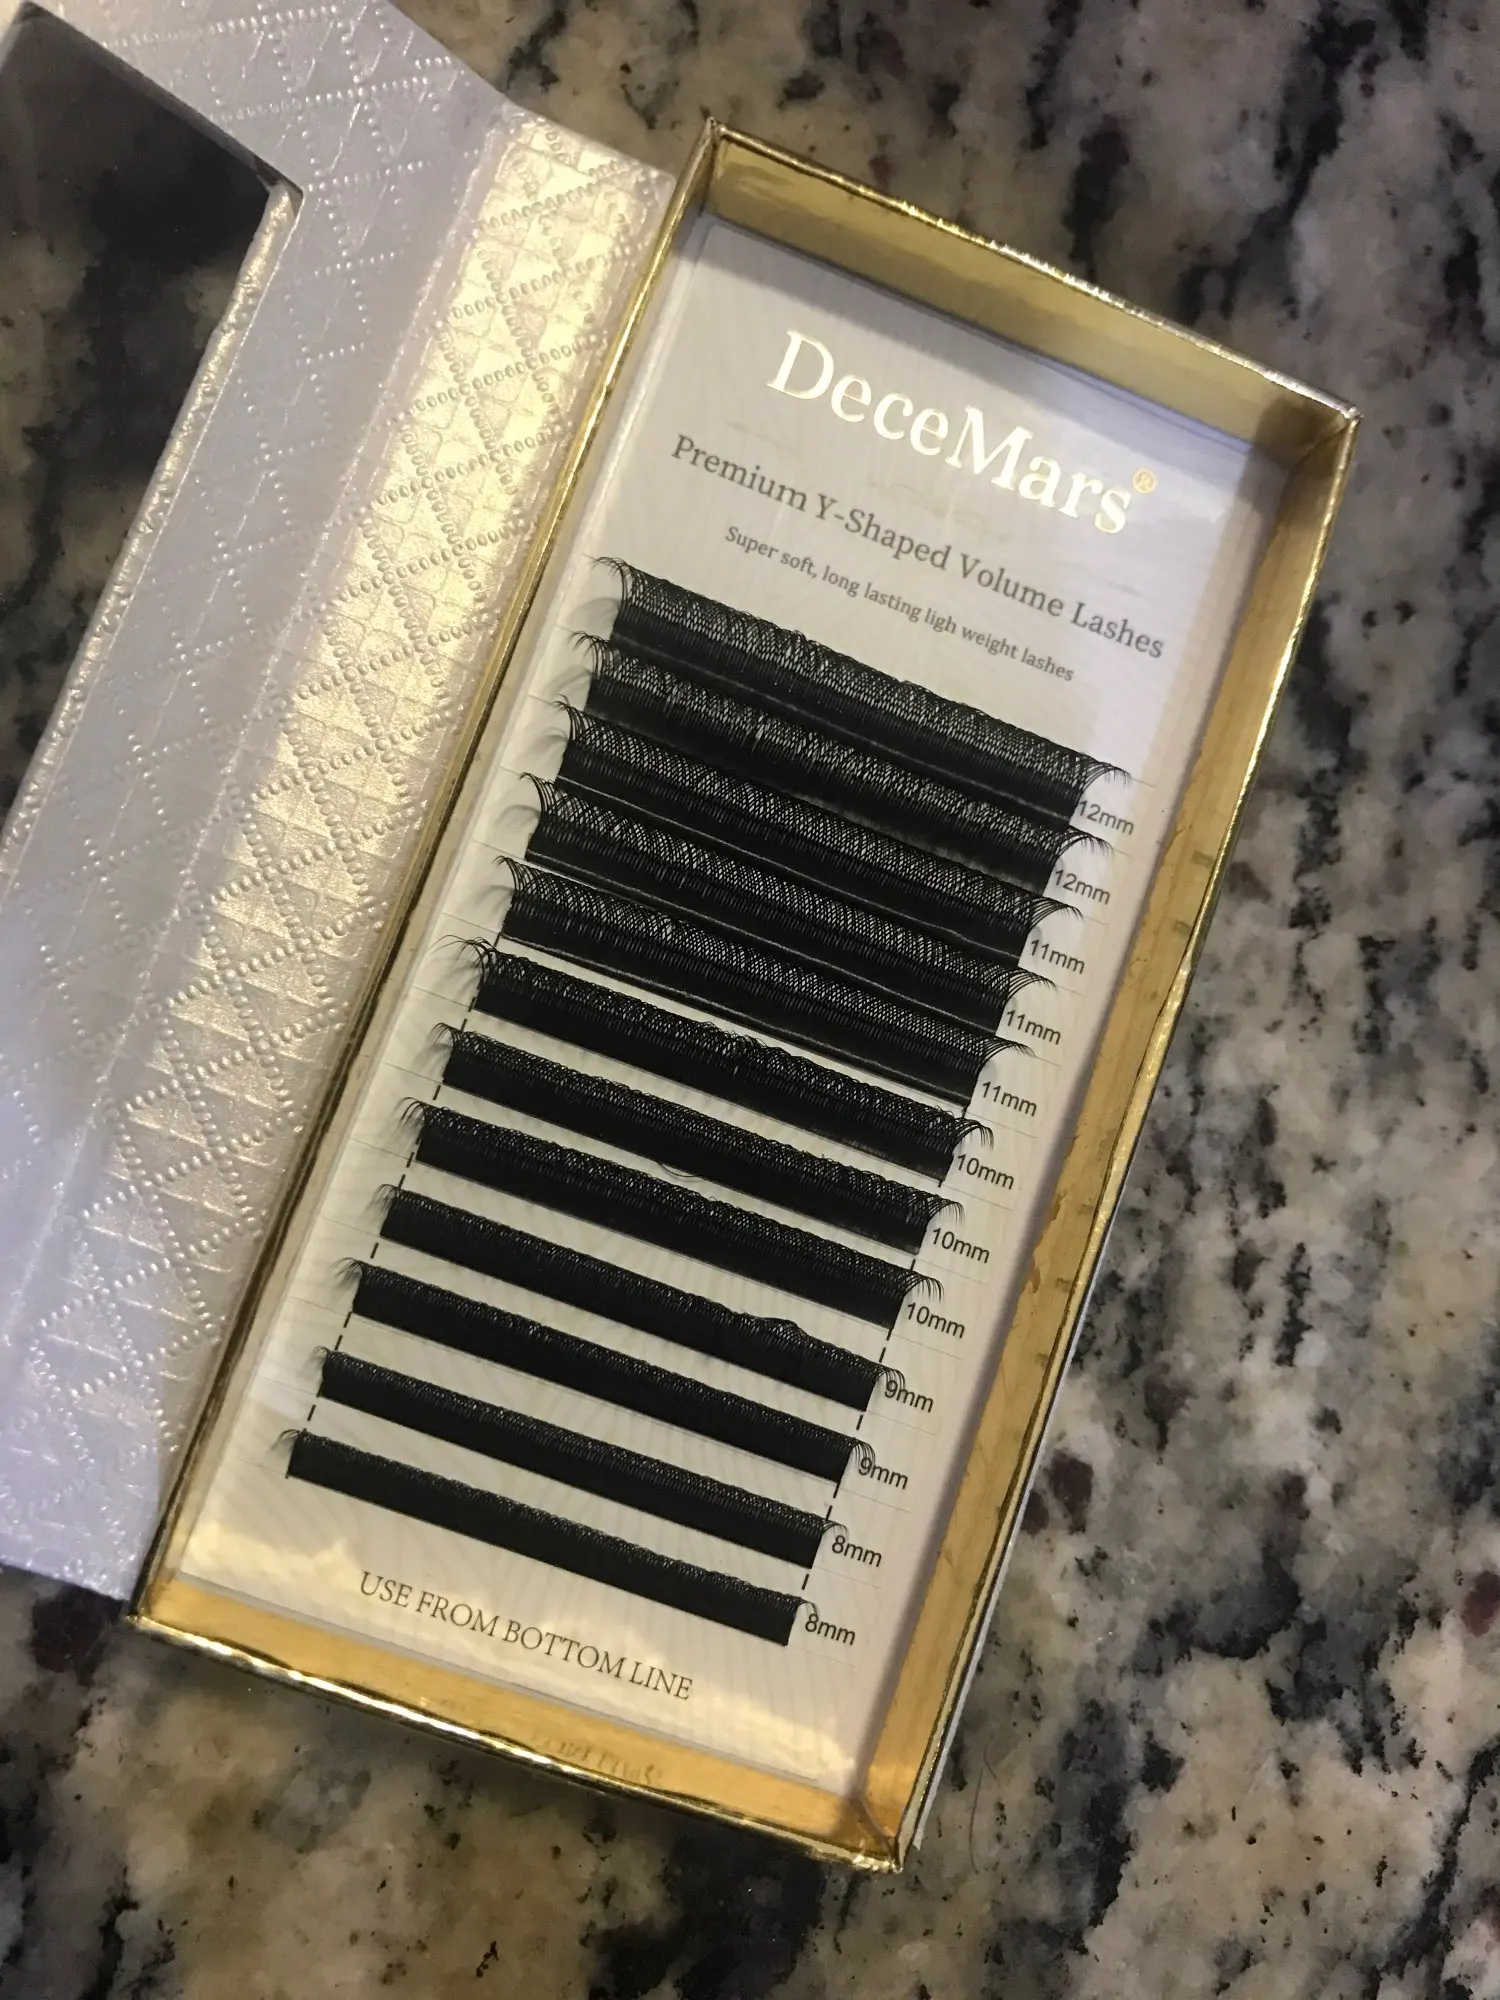 DeceMars®
Premium Y-Shaped Volume Lashes
Super soft, long lasting ligh weight lashes
12mm
12mm
11mm
11mm
11mm
10mm
10mm
10mm
9mm
9mm
8mm
8mm
USE FROM BOTTOM LINE